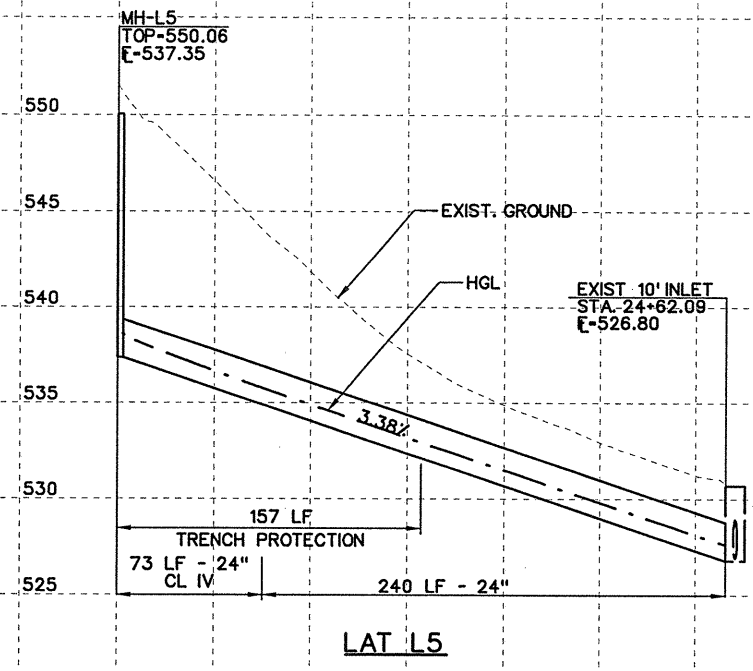 MH-L5
TOP=550.06
FL-537.35
550
545
EXIST. GROUND
540
HGL
EXIST 10' INLET
STA. 24+62.09
FL-526.80
535
3.38%
530
157 LF
TRENCH PROTECTION
73 LF - 24"
CL IV
240 LF - 24"
525
LAT L5